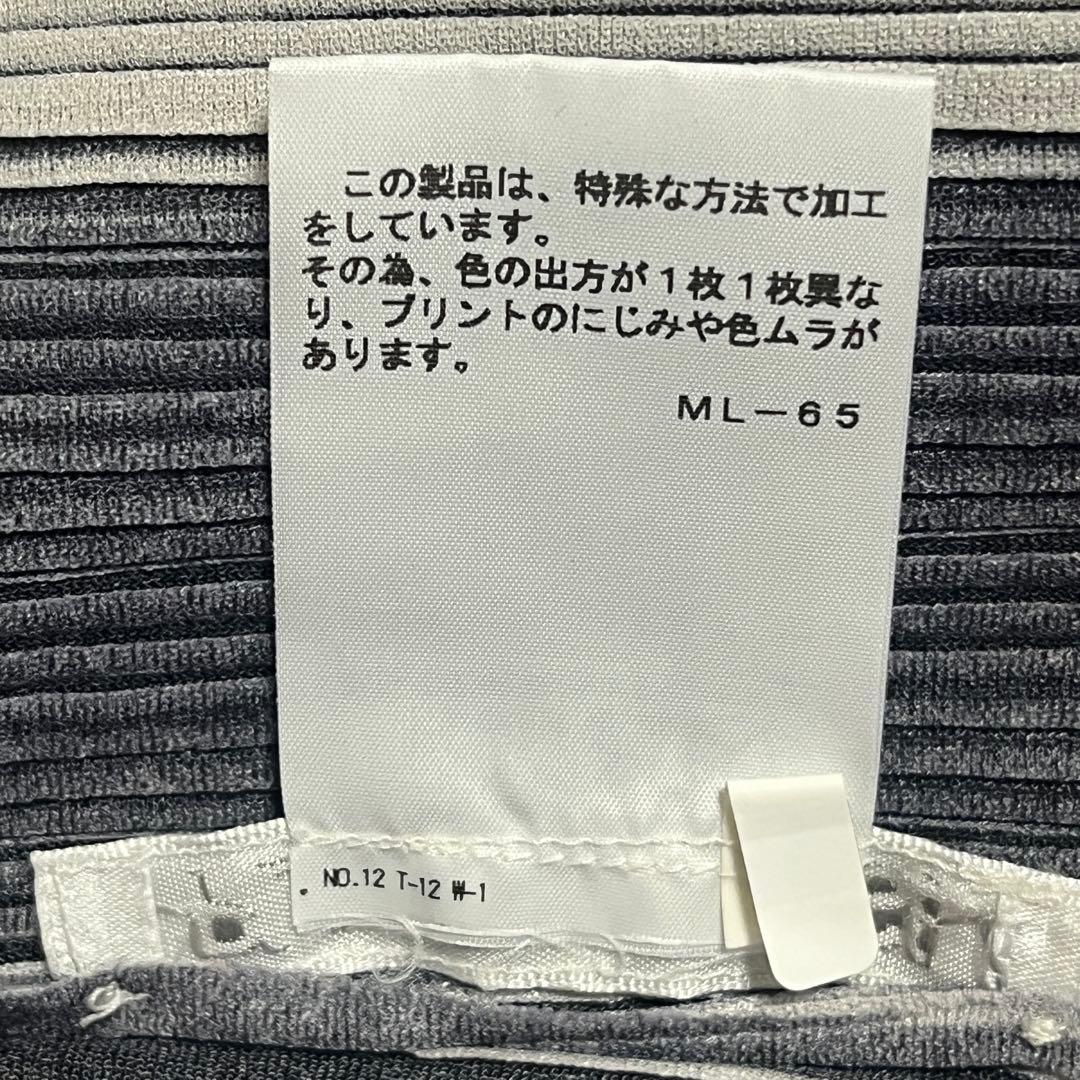 この製品は、特殊な方法で加工
をしています。
その為、色の出方が１枚１枚異な
り、プリントのにじみや色ムラが
あります。
ＭＬ－６５
NO.12 T-12 W-1